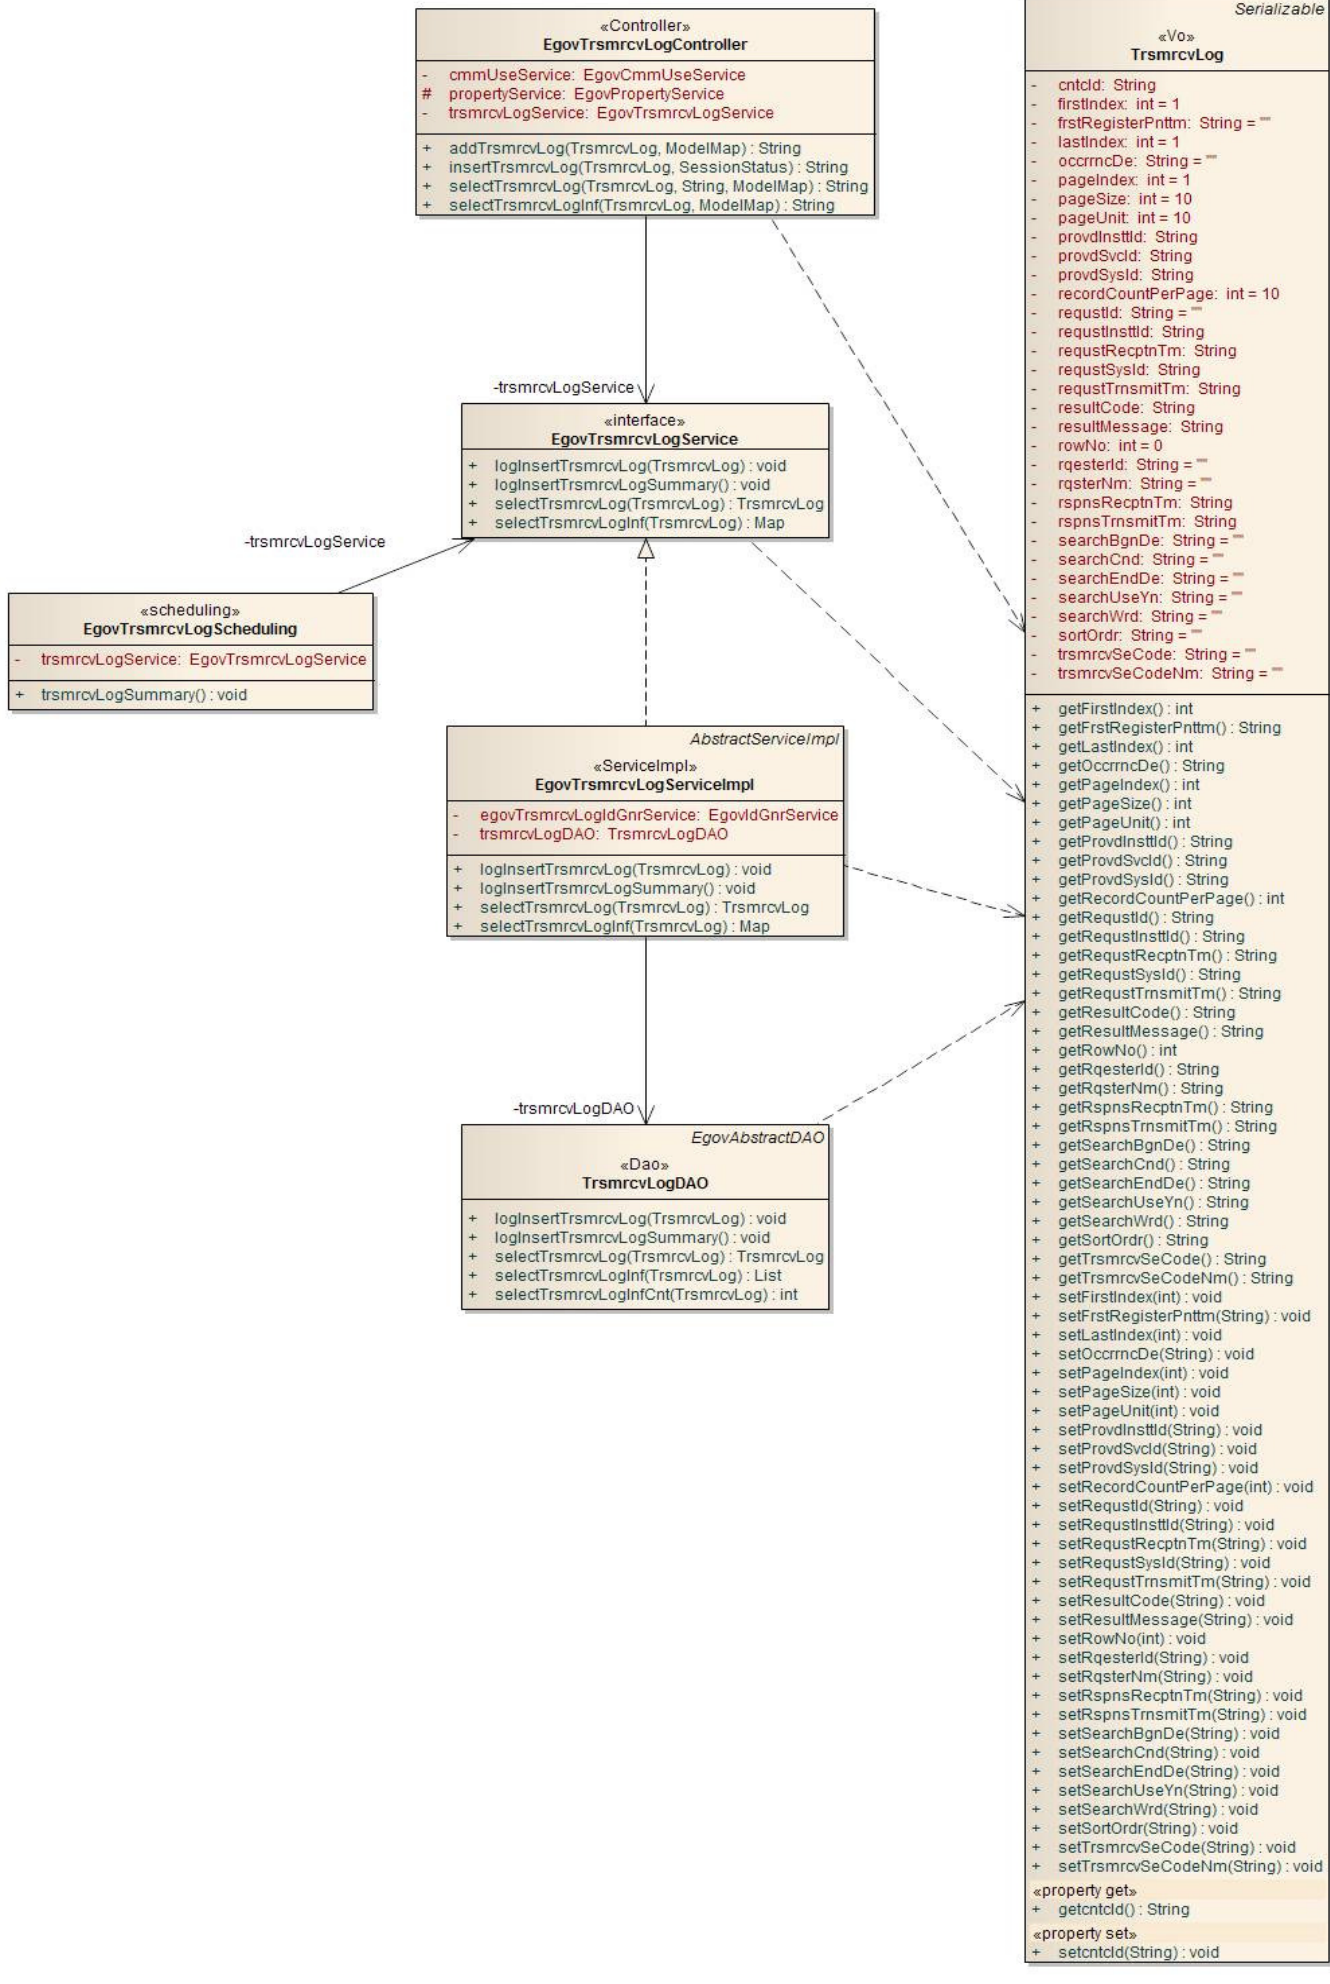 «Controller»
EgovTrsmrcvLogController
- cmmUseService: EgovCmmUseService
# propertyService: EgovPropertyService
- trsmrcvLogService: EgovTrsmrcvLogService
+ addTrsmrcvLog(TrsmrcvLog, ModelMap) : String
+ insertTrsmrcvLog(TrsmrcvLog, SessionStatus) : String
+ selectTrsmrcvLog(TrsmrcvLog, String, ModelMap) : String
+ selectTrsmrcvLogInf(TrsmrcvLog, ModelMap) : String
-trsmrcvLogService
«interface»
EgovTrsmrcvLogService
+ logInsertTrsmrcvLog(TrsmrcvLog) : void
+ logInsertTrsmrcvLogSummary() : void
+ selectTrsmrcvLog(TrsmrcvLog) : TrsmrcvLog
+ selectTrsmrcvLogInf(TrsmrcvLog) : Map
-trsmrcvLogService
«scheduling»
EgovTrsmrcvLogScheduling
- trsmrcvLogService: EgovTrsmrcvLogService
+ trsmrcvLogSummary() : void
AbstractServiceImpl
«ServiceImpl»
EgovTrsmrcvLogServiceImpl
- egovTrsmrcvLogIdGnrService: EgovIdGnrService
- trsmrcvLogDAO: TrsmrcvLogDAO
+ logInsertTrsmrcvLog(TrsmrcvLog) : void
+ logInsertTrsmrcvLogSummary() : void
+ selectTrsmrcvLog(TrsmrcvLog) : TrsmrcvLog
+ selectTrsmrcvLogInf(TrsmrcvLog) : Map
-trsmrcvLogDAO
EgovAbstractDAO
«Dao»
TrsmrcvLogDAO
+ logInsertTrsmrcvLog(TrsmrcvLog) : void
+ logInsertTrsmrcvLogSummary() : void
+ selectTrsmrcvLog(TrsmrcvLog) : TrsmrcvLog
+ selectTrsmrcvLogInf(TrsmrcvLog) : List
+ selectTrsmrcvLogInfCnt(TrsmrcvLog) : int
Serializable
«Vo»
TrsmrcvLog
- cntcId: String
- firstIndex: int = 1
- frstRegisterPnttm: String = ""
- lastIndex: int = 1
- occrrncDe: String = ""
- pageIndex: int = 1
- pageSize: int = 10
- pageUnit: int = 10
- provdInsttId: String
- provdSvcId: String
- provdSysId: String
- recordCountPerPage: int = 10
- requstId: String = ""
- requstInsttId: String
- requstRecptnTm: String
- requstSysId: String
- requstTrnsmitTm: String
- resultCode: String
- resultMessage: String
- rowNo: int = 0
- rqesterId: String = ""
- rqsterNm: String = ""
- rspnsRecptnTm: String
- rspnsTrnsmitTm: String
- searchBgnDe: String = ""
- searchCnd: String = ""
- searchEndDe: String = ""
- searchUseYn: String = ""
- searchWrd: String = ""
- sortOrdr: String = ""
- trsmrcvSeCode: String = ""
- trsmrcvSeCodeNm: String = ""
+ getFirstIndex() : int
+ getFrstRegisterPnttm() : String
+ getLastIndex() : int
+ getOccrrncDe() : String
+ getPageIndex() : int
+ getPageSize() : int
+ getPageUnit() : int
+ getProvdInsttId() : String
+ getProvdSvcId() : String
+ getProvdSysId() : String
+ getRecordCountPerPage() : int
+ getRequstId() : String
+ getRequstInsttId() : String
+ getRequstRecptnTm() : String
+ getRequstSysId() : String
+ getRequstTrnsmitTm() : String
+ getResultCode() : String
+ getResultMessage() : String
+ getRowNo() : int
+ getRqesterId() : String
+ getRqsterNm() : String
+ getRspnsRecptnTm() : String
+ getRspnsTrnsmitTm() : String
+ getSearchBgnDe() : String
+ getSearchCnd() : String
+ getSearchEndDe() : String
+ getSearchUseYn() : String
+ getSearchWrd() : String
+ getSortOrdr() : String
+ getTrsmrcvSeCode() : String
+ getTrsmrcvSeCodeNm() : String
+ setFirstIndex(int) : void
+ setFrstRegisterPnttm(String) : void
+ setLastIndex(int) : void
+ setOccrrncDe(String) : void
+ setPageIndex(int) : void
+ setPageSize(int) : void
+ setPageUnit(int) : void
+ setProvdInsttId(String) : void
+ setProvdSvcId(String) : void
+ setProvdSysId(String) : void
+ setRecordCountPerPage(int) : void
+ setRequstId(String) : void
+ setRequstInsttId(String) : void
+ setRequstRecptnTm(String) : void
+ setRequstSysId(String) : void
+ setRequstTrnsmitTm(String) : void
+ setResultCode(String) : void
+ setResultMessage(String) : void
+ setRowNo(int) : void
+ setRqesterId(String) : void
+ setRqsterNm(String) : void
+ setRspnsRecptnTm(String) : void
+ setRspnsTrnsmitTm(String) : void
+ setSearchBgnDe(String) : void
+ setSearchCnd(String) : void
+ setSearchEndDe(String) : void
+ setSearchUseYn(String) : void
+ setSearchWrd(String) : void
+ setSortOrdr(String) : void
+ setTrsmrcvSeCode(String) : void
+ setTrsmrcvSeCodeNm(String) : void
«property get»
+ getcntcId() : String
«property set»
+ setcntcId(String) : void